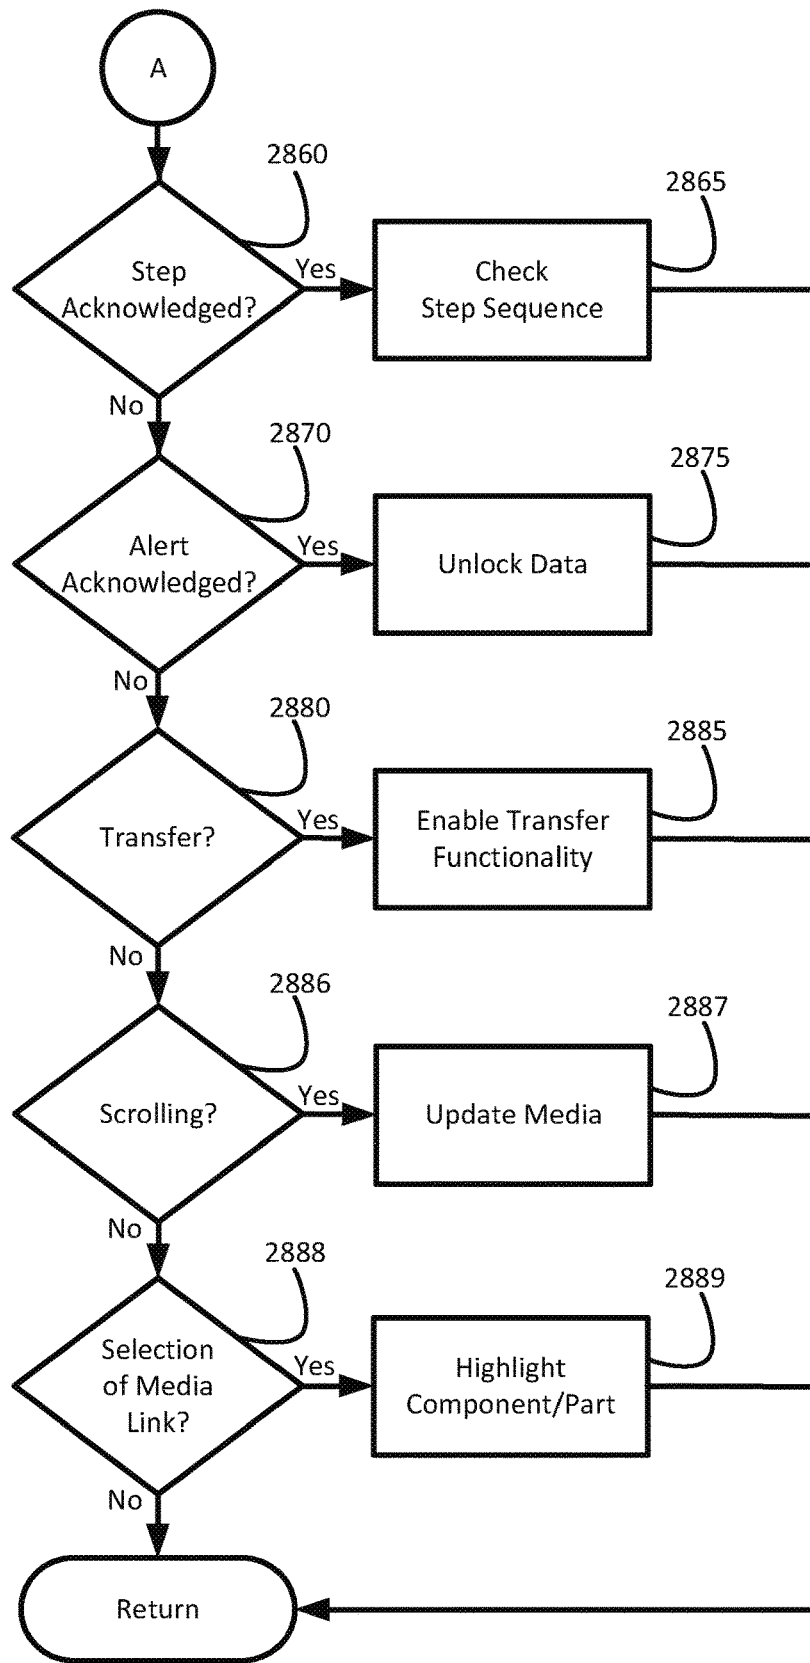 A
2860
2865
Step
Acknowledged?
Yes
Check
Step Sequence
No
2870
2875
Alert
Acknowledged?
Yes
Unlock Data
No
2880
2885
Transfer?
Yes
Enable Transfer
Functionality
No
2886
2887
Scrolling?
Yes
Update Media
No
2888
2889
Selection
of Media
Link?
Yes
Highlight
Component/Part
No
Return